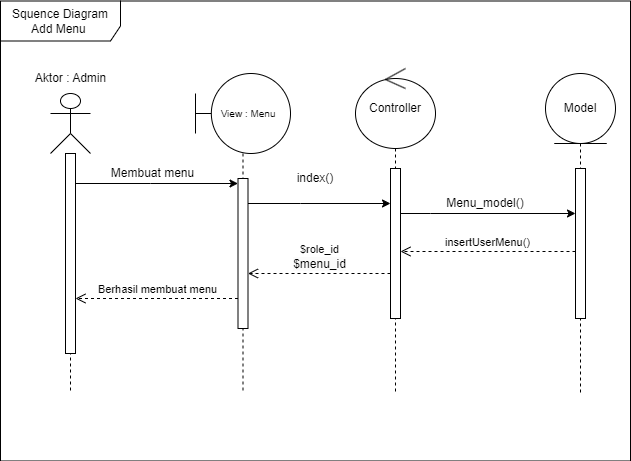 Squence Diagram
Add Menu
Aktor : Admin
View : Menu
Controller
Model
Membuat menu
index()
Menu_model()
insertUserMenu()
$role_id
$menu_id
Berhasil membuat menu